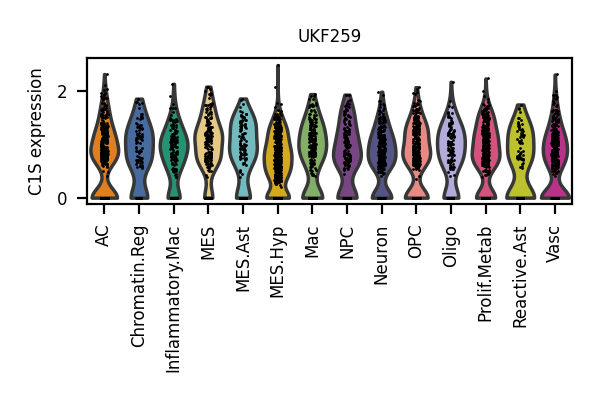 UKF259
C1S expression
2
0
AC
Chromatin.Reg
Inflammatory.Mac
MES
MES.Ast
MES.Hyp
Mac
NPC
Neuron
OPC
Oligo
Prolif.Metab
Reactive.Ast
Vasc